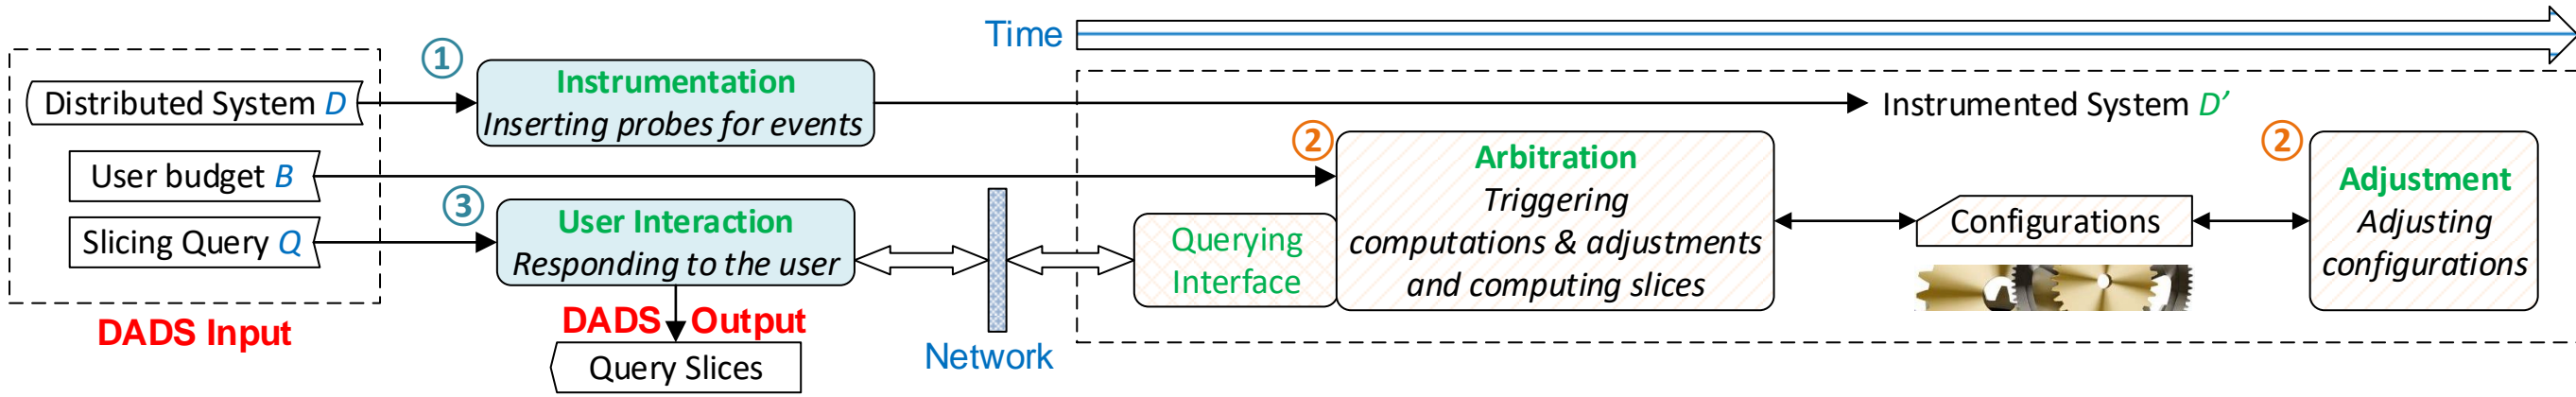 Time
①
Instrumentation
Inserting probes for events
Distributed System D
Instrumented System D’
User budget B
②
Arbitration
Triggering
computations & adjustments
and computing slices
②
Adjustment
Adjusting
configurations
Configurations
③
User Interaction
Responding to the user
Slicing Query Q
Querying
Interface
DADS Input
DADS Output
Query Slices
Network